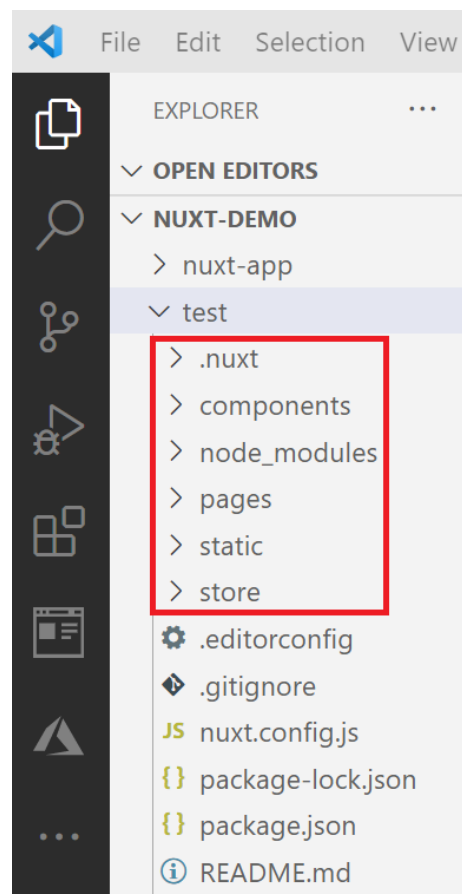 File Edit Selection View
EXPLORER ...
OPEN EDITORS
NUXT-DEMO
nuxt-app
test
.nuxt
components
node_modules
pages
static
store
.editorconfig
.gitignore
JS nuxt.config.js
{} package-lock.json
{} package.json
README.md